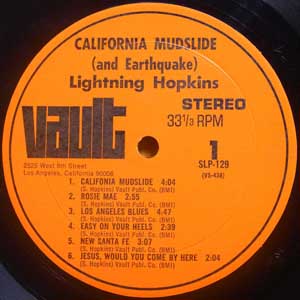 CALIFORNIA MUDSLIDE
(and Earthquake)
Lightning Hopkins
vault
STEREO
33 1/3 RPM
2525 West 9th Street
Los Angeles, California 90006
1
SLP-129
(VS-438)
1. CALIFONIA MUDSLIDE 4:04
(S. Hopkins) Vault Publ. Co. (BMI)
2. ROSIE MAE 2:55
(S. Hopkins) Vault Publ. Co. (BMI)
3. LOS ANGELES BLUES 4.47
(S. Hopkins) Vault Publ. Co. (BMI)
4. EASY ON YOUR HEELS 2:39
(S. Hopkins) Vault Publ. Co. (BMI)
5. NEW SANTA FE 3:07
(S. Hopkins) Vault Publ. Co. (BMI)
6. JESUS, WOULD YOU COME BY HERE 2:04
(S. Hopkins) Vault Publ. Co. (BMI)